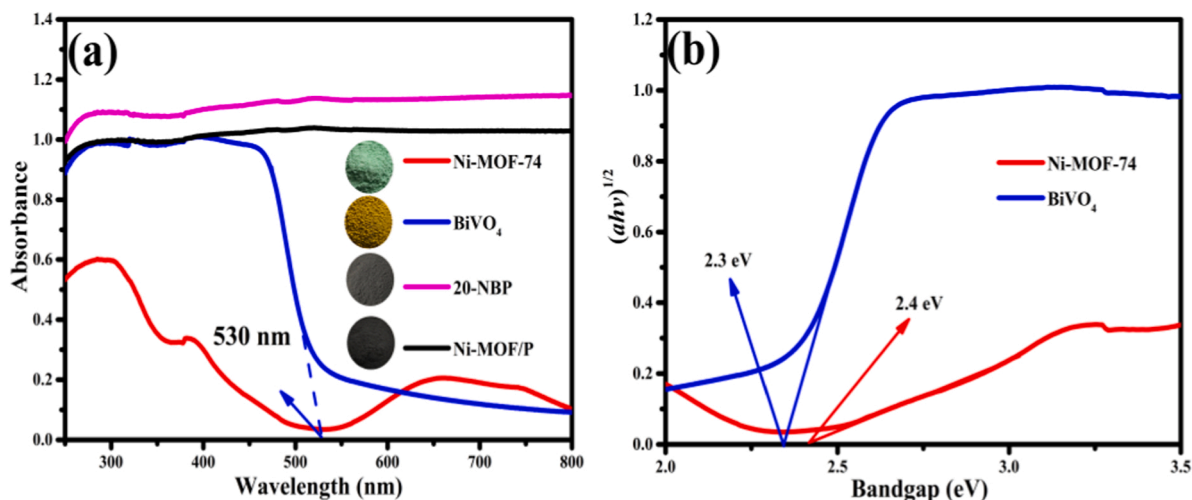 (a)
1.4
1.2
1.0
0.8
0.6
0.4
0.2
0.0
Absorbance
Ni-MOF-74
BiVO₄
20-NBP
Ni-MOF/P
530 nm
300 400 500 600 700 800
Wavelength (nm)
(b)
1.2
1.0
0.8
0.6
0.4
0.2
0.0
(ahv)^1/2
Ni-MOF-74
BiVO₄
2.3 eV
2.4 eV
2.0 2.5 3.0 3.5
Bandgap (eV)